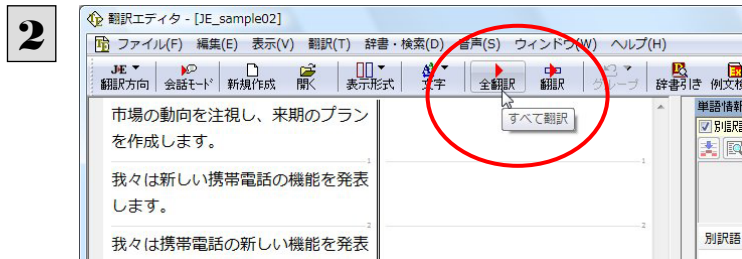 2
翻訳エディタ - [JE_sample02]
ファイル(F) 編集(E) 表示(V) 翻訳(T) 辞書・検索(D) 音声(S) ウィンドウ(W) ヘルプ(H)
JE
翻訳方向 会話モード 新規作成 開く 表示形式 文字 全翻訳 翻訳 グループ 辞書引き 例文検
すべて翻訳
単語情報
別訳語
市場の動向を注視し、来期のプラン
を作成します。
1 1
我々は新しい携帯電話の機能を発表
します。
2 2
我々は携帯電話の新しい機能を発表
別訳語